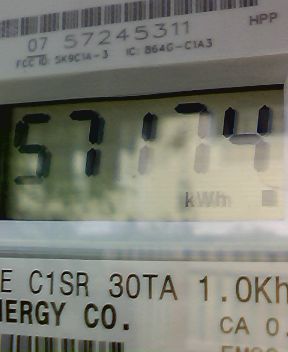 07 57245311
HPP
FCC ID: SK9C1A-3 IC: 864G-C1A3
57174
kWh
E C1SR 30TA 1.0Kh
NERGY CO.
CA 0.